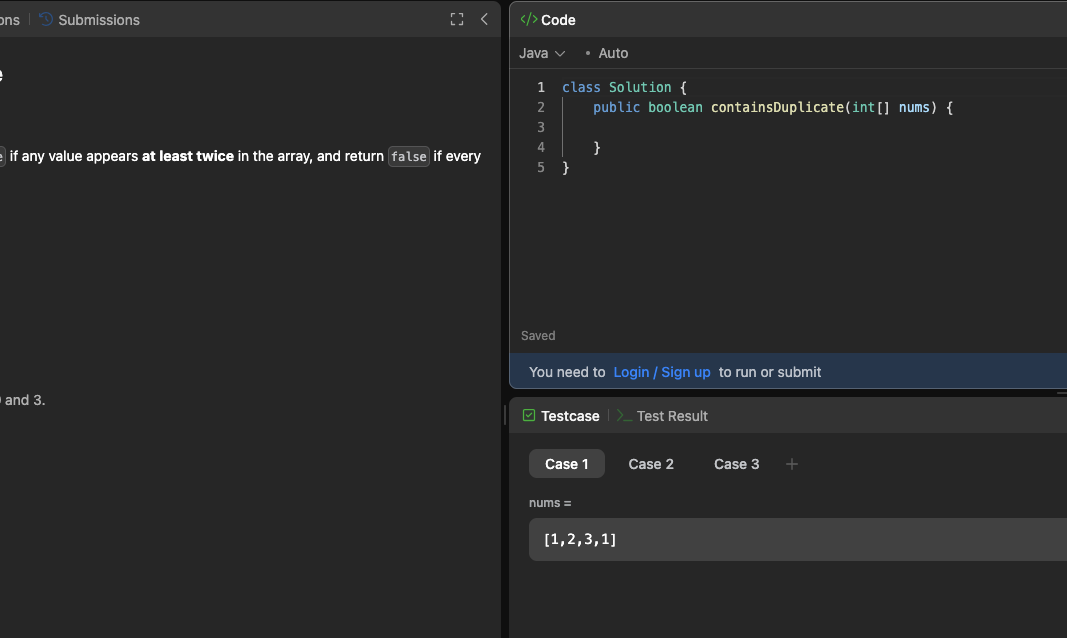 ons | Submissions
e
e if any value appears at least twice in the array, and return false if every
and 3.
</> Code
Java • Auto
1 class Solution {
2 public boolean containsDuplicate(int[] nums) {
3
4 }
5 }
Saved
You need to Login / Sign up to run or submit
Testcase | >_ Test Result
Case 1 Case 2 Case 3 +
nums =
[1,2,3,1]